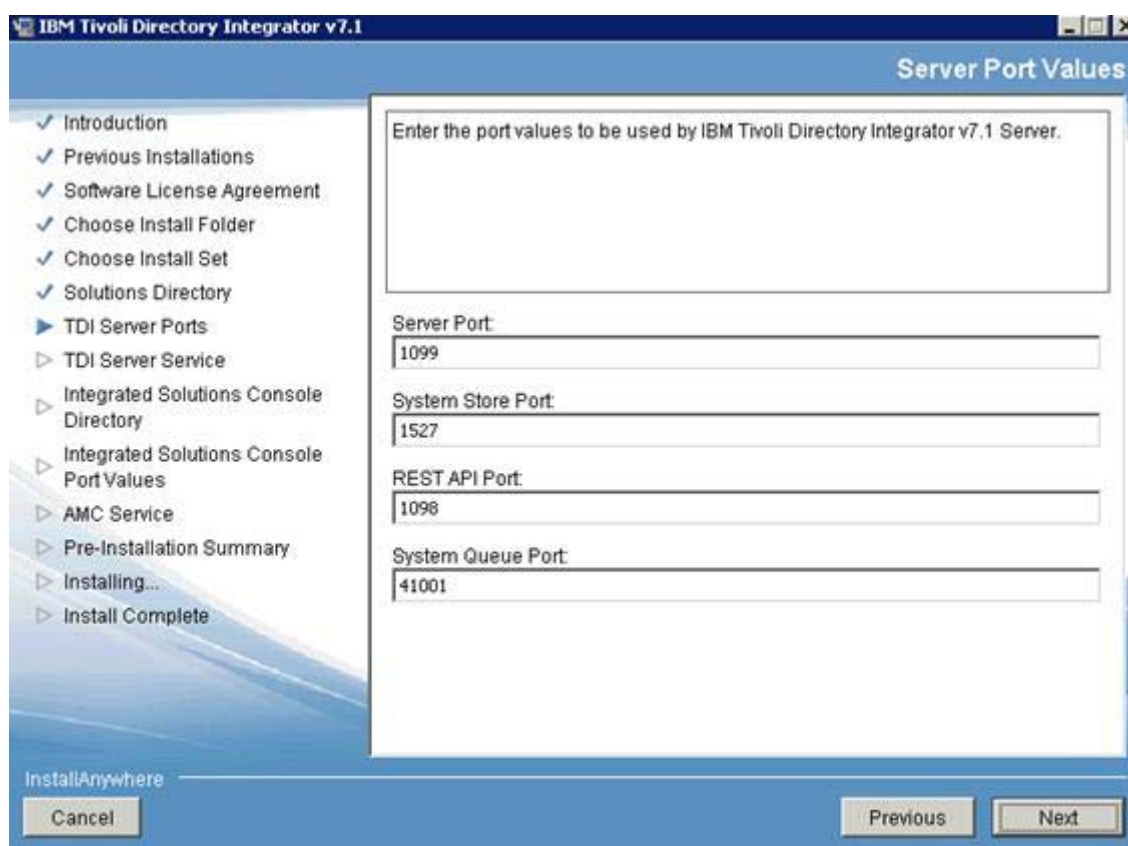 IBM Tivoli Directory Integrator v7.1
Server Port Values
Introduction
Previous Installations
Software License Agreement
Choose Install Folder
Choose Install Set
Solutions Directory
TDI Server Ports
TDI Server Service
Integrated Solutions Console
Directory
Integrated Solutions Console
Port Values
AMC Service
Pre-Installation Summary
Installing...
Install Complete
Enter the port values to be used by IBM Tivoli Directory Integrator v7.1 Server.
Server Port:
1099
System Store Port:
1527
REST API Port:
1098
System Queue Port:
41001
InstallAnywhere
Cancel
Previous
Next